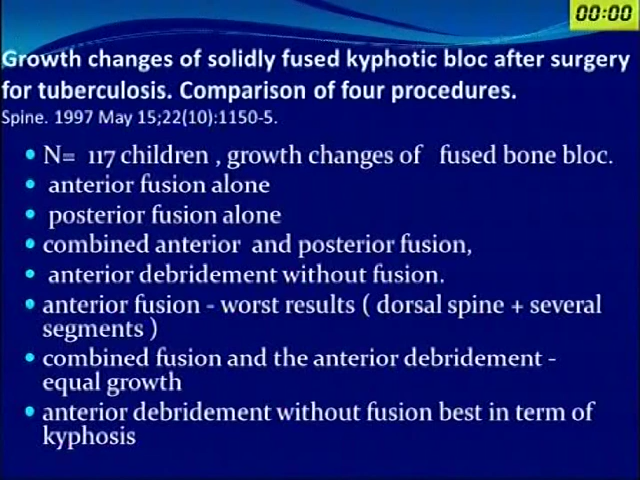 00:00
Growth changes of solidly fused kyphotic bloc after surgery
for tuberculosis. Comparison of four procedures.
Spine. 1997 May 15;22(10):1150-5.
• N= 117 children , growth changes of fused bone bloc.
• anterior fusion alone
• posterior fusion alone
• combined anterior and posterior fusion,
• anterior debridement without fusion.
• anterior fusion - worst results ( dorsal spine + several
segments )
• combined fusion and the anterior debridement -
equal growth
• anterior debridement without fusion best in term of
kyphosis